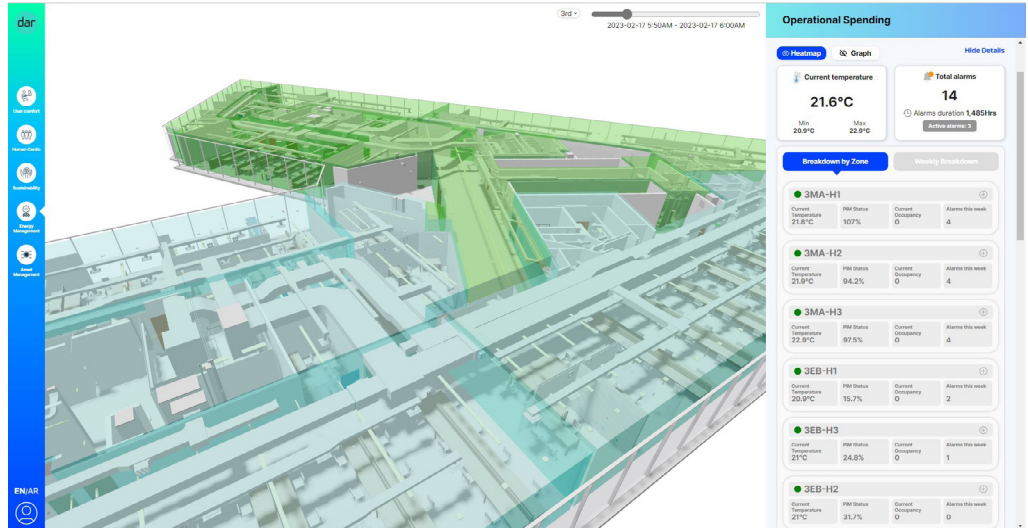 dar
User comfort
Human-Centric
Sustainability
Energy
Management
Asset
Management
EN/AR
3rd
2023-02-17 5:50AM - 2023-02-17 6:00AM
Operational Spending
Heatmap
Graph
Hide Details
Current temperature
21.6°C
Min
Max
20.9°C
22.9°C
Total alarms
14
Alarms duration 1,485Hrs
Active alarms: 3
Breakdown by Zone
Weekly Breakdown
3MA-H1
Current
Temperature
21.8°C
PIM Status
107%
Current
Occupancy
0
Alarms this week
4
3MA-H2
Current
Temperature
21.9°C
PIM Status
94.2%
Current
Occupancy
0
Alarms this week
4
3MA-H3
Current
Temperature
22.9°C
PIM Status
97.5%
Current
Occupancy
0
Alarms this week
4
3EB-H1
Current
Temperature
20.9°C
PIM Status
15.7%
Current
Occupancy
0
Alarms this week
2
3EB-H3
Current
Temperature
21°C
PIM Status
24.8%
Current
Occupancy
0
Alarms this week
1
3EB-H2
Current
Temperature
21°C
PIM Status
31.7%
Current
Occupancy
0
Alarms this week
0